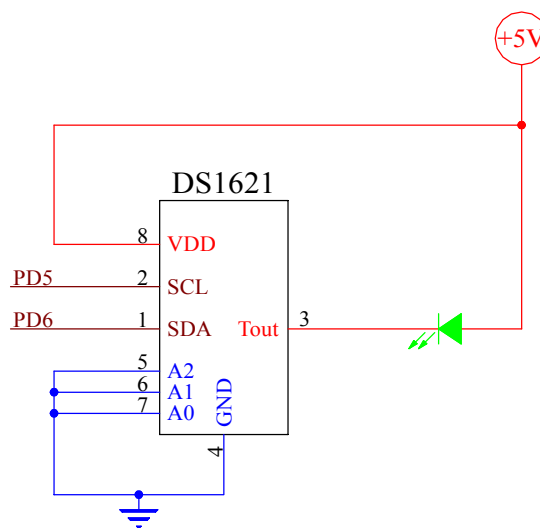 +5V
DS1621
8 VDD
PD5 2 SCL
PD6 1 SDA Tout 3
5 A2
6 A1
7 A0
GND
4